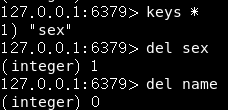 127.0.0.1:6379> keys *
1) "sex"
127.0.0.1:6379> del sex
(integer) 1
127.0.0.1:6379> del name
(integer) 0